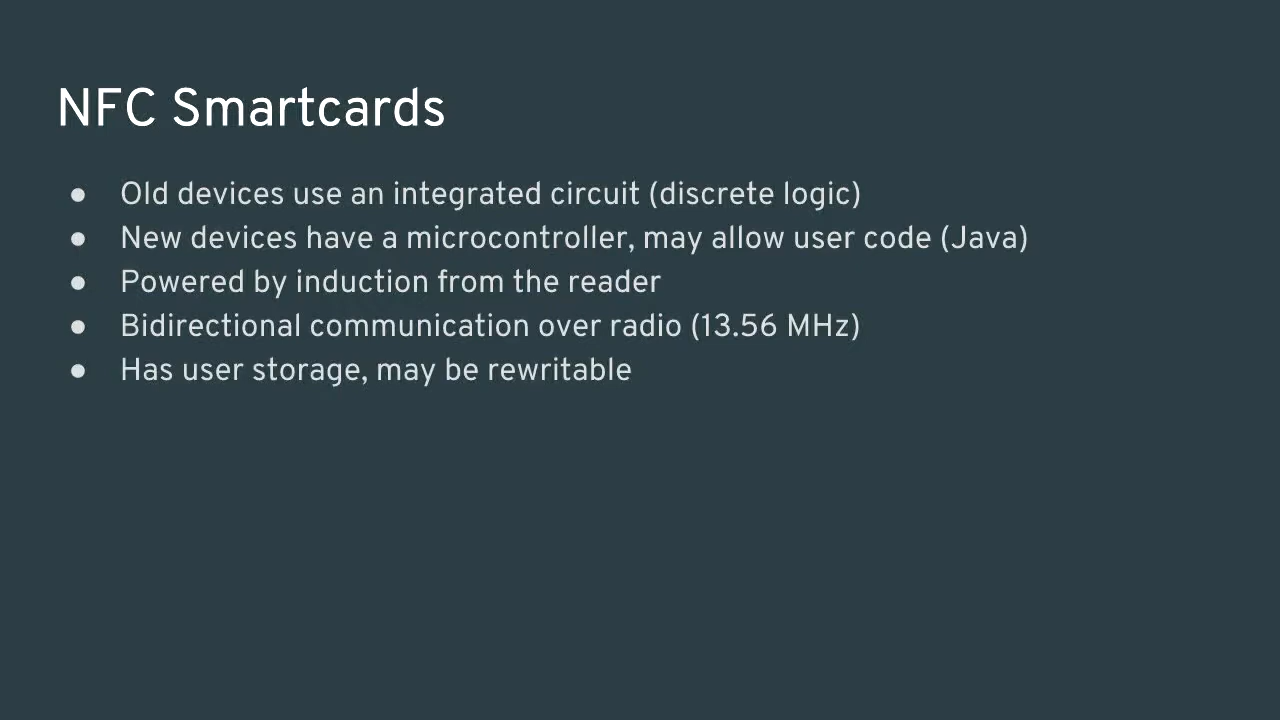 NFC Smartcards
● Old devices use an integrated circuit (discrete logic)
● New devices have a microcontroller, may allow user code (Java)
● Powered by induction from the reader
● Bidirectional communication over radio (13.56 MHz)
● Has user storage, may be rewritable